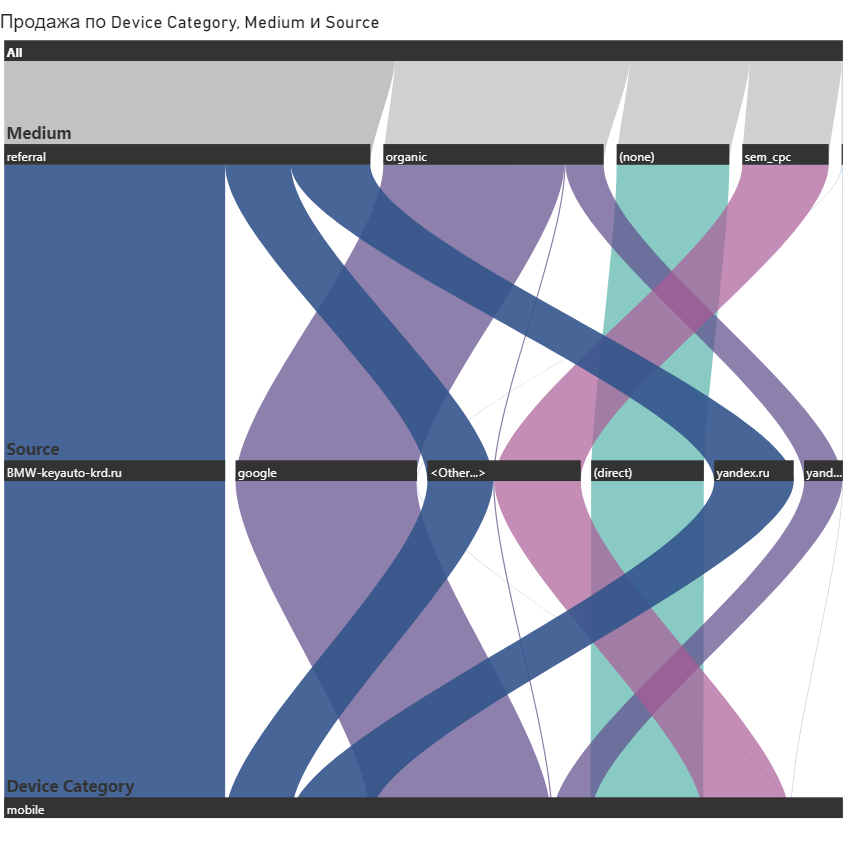 Продажа по Device Category, Medium и Source
All
Medium
referral organic (none) sem_cpc
Source
BMW-keyauto-krd.ru google <Other...> (direct) yandex.ru yand...
Device Category
mobile